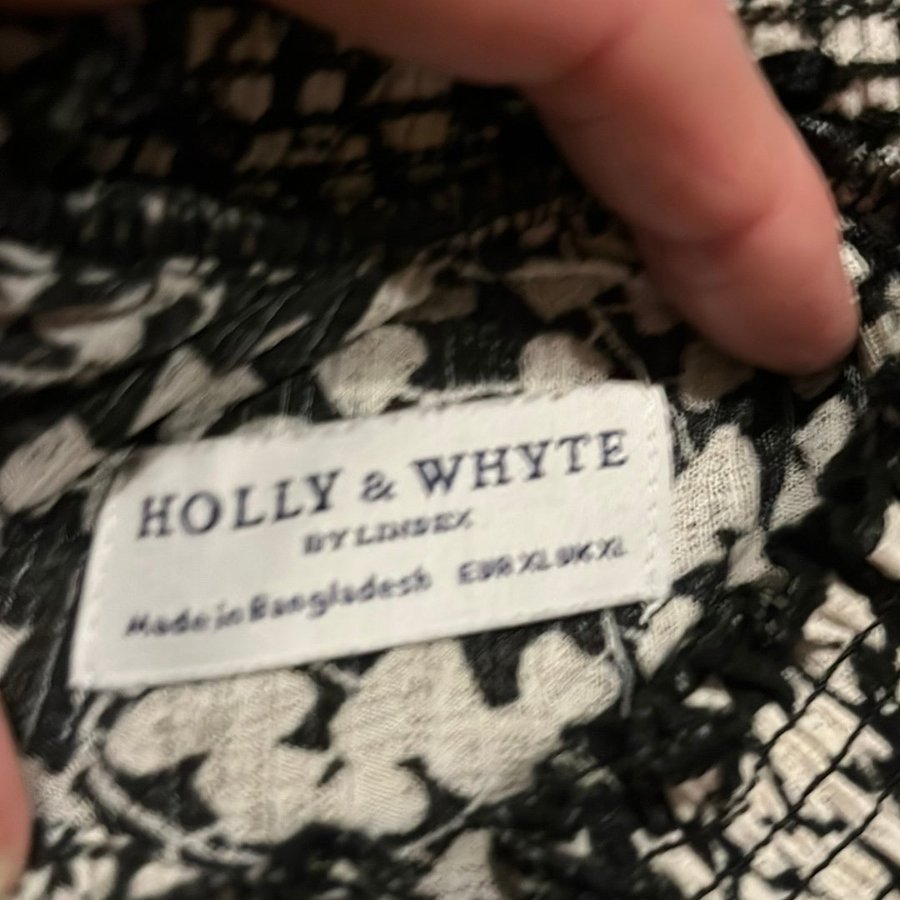 HOLLY & WHYTE
BY LINDEX
Made in Bangladesh EUR XL UK XL